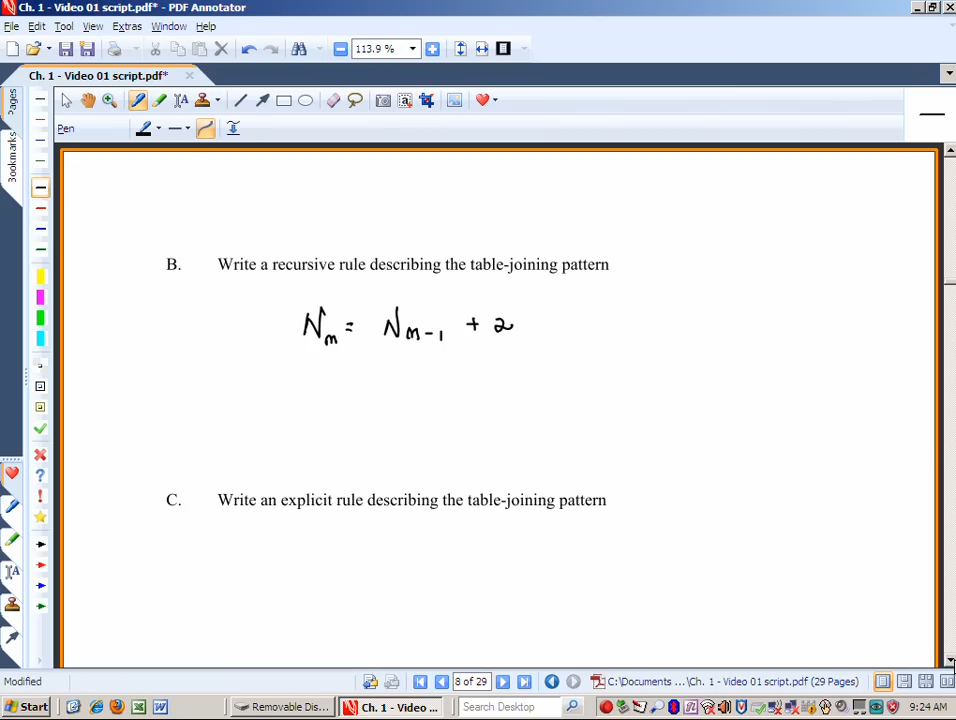 Ch. 1 - Video 01 script.pdf* - PDF Annotator
File Edit Tool View Extras Window Help
113.9 %
Ch. 1 - Video 01 script.pdf*
Pen
Pages
Bookmarks
B. Write a recursive rule describing the table-joining pattern
Nm = Nm-1 + 2
C. Write an explicit rule describing the table-joining pattern
Modified
8 of 29
C:\Documents ...\Ch. 1 - Video 01 script.pdf (29 Pages)
Start
Removable Dis...
Ch. 1 - Video ...
Search Desktop
9:24 AM